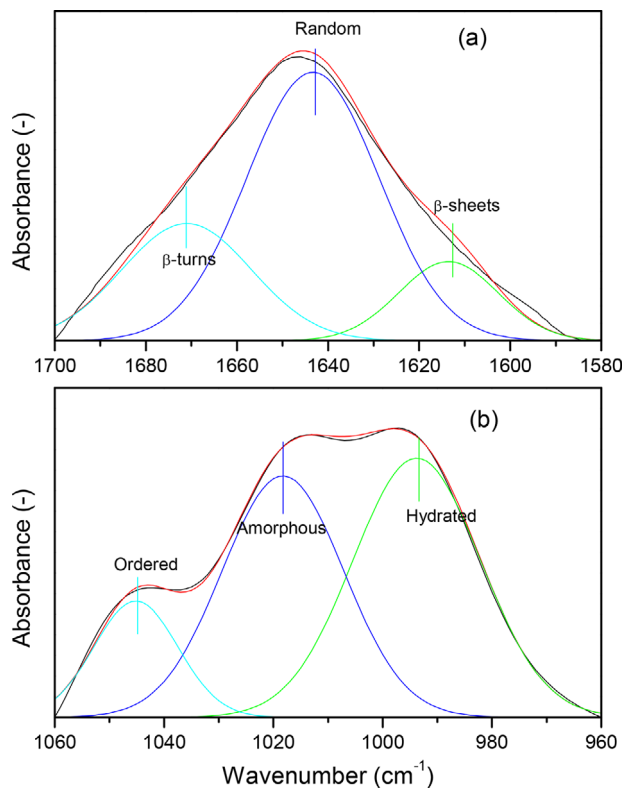 Random
(a)
β-sheets
β-turns
Absorbance (-)
1700 1680 1660 1640 1620 1600 1580
(b)
Amorphous
Hydrated
Ordered
Absorbance (-)
1060 1040 1020 1000 980 960
Wavenumber (cm⁻¹)